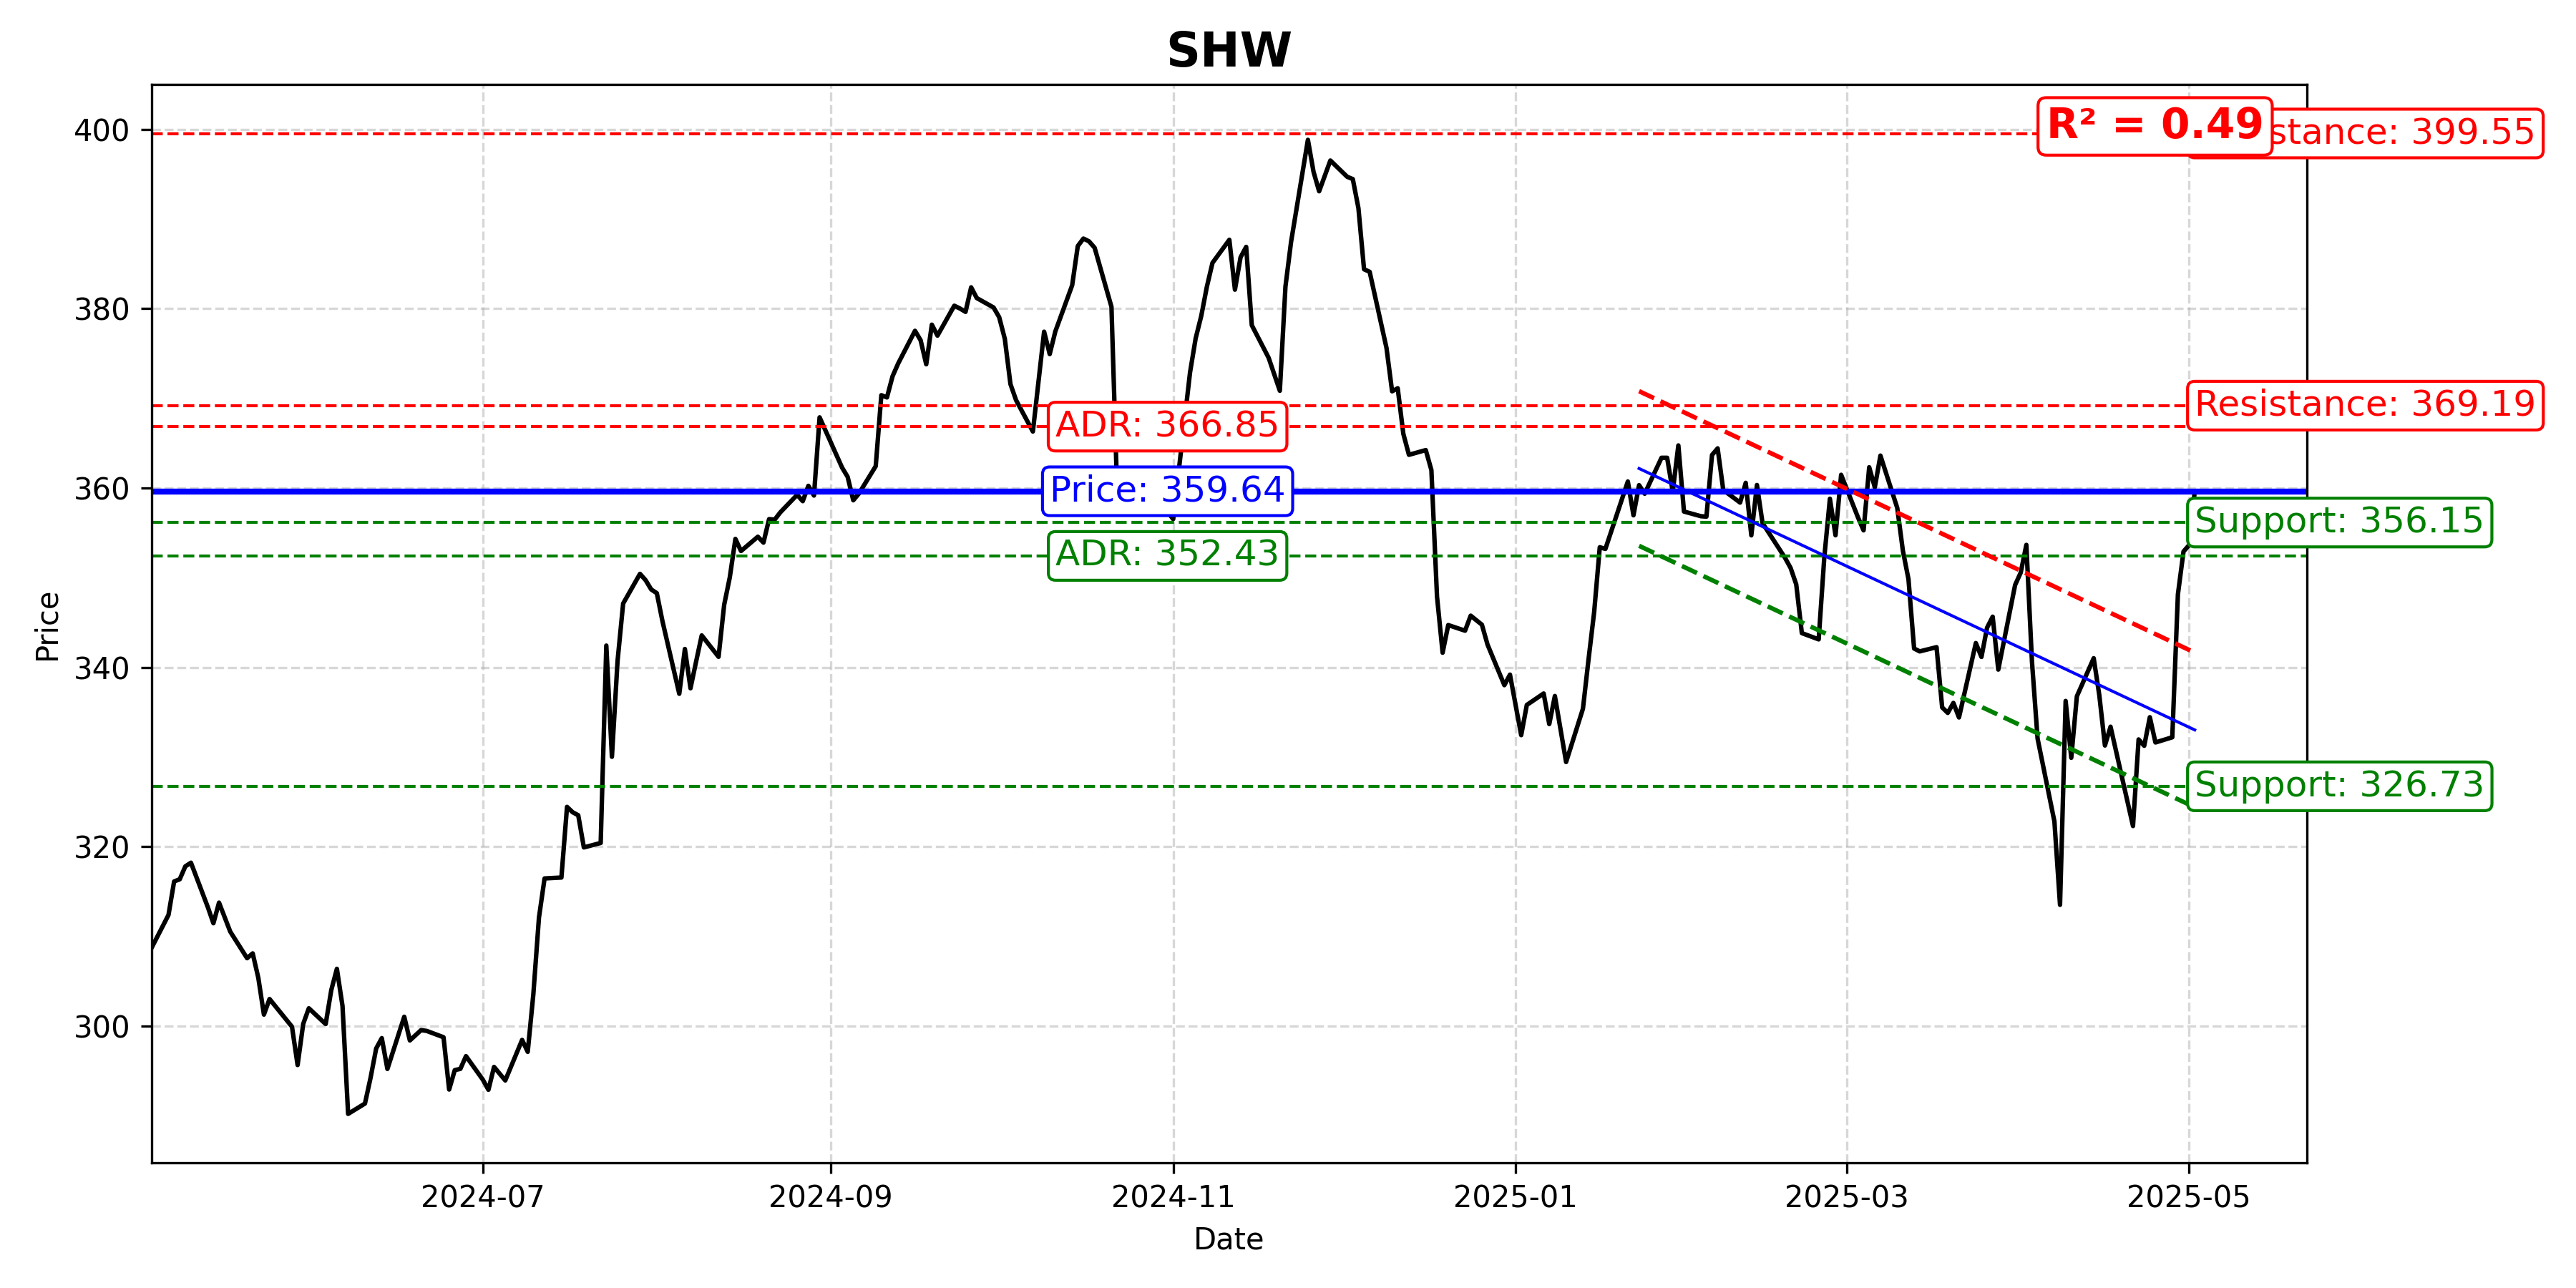 SHW
400
380
360
340
320
300
Price
R² = 0.49
stance: 399.55
Resistance: 369.19
ADR: 366.85
Price: 359.64
Support: 356.15
ADR: 352.43
Support: 326.73
2024-07
2024-09
2024-11
2025-01
2025-03
2025-05
Date